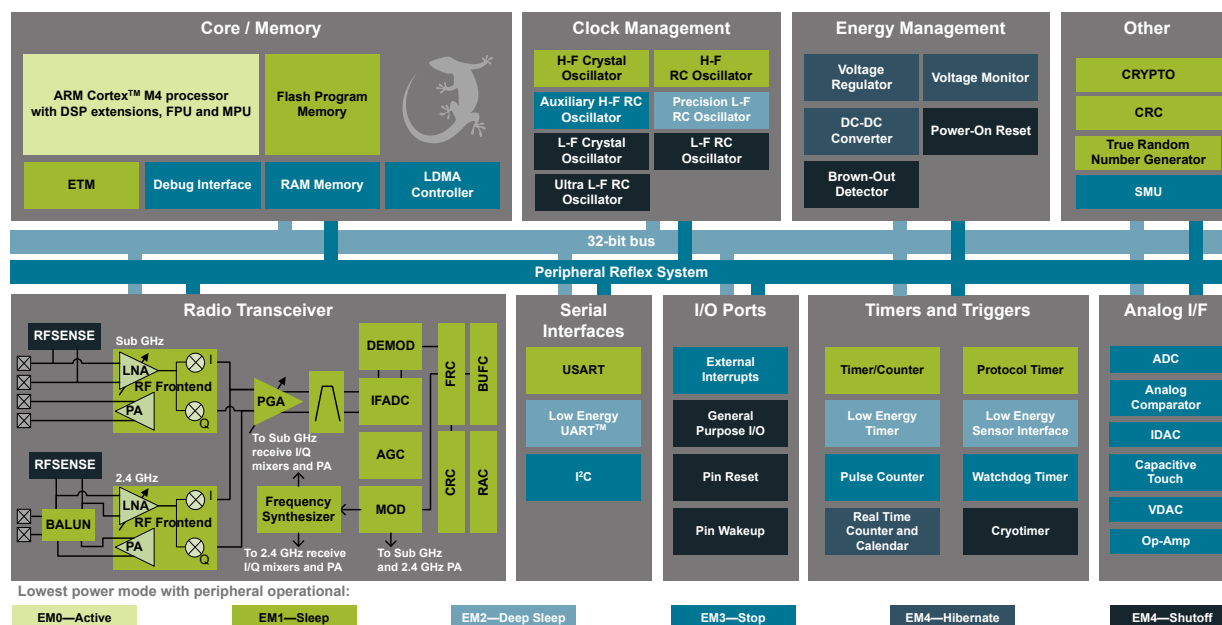 Core / Memory
ARM Cortex™ M4 processor
with DSP extensions, FPU and MPU
Flash Program
Memory
ETM
Debug Interface
RAM Memory
LDMA
Controller
Clock Management
H-F Crystal
Oscillator
H-F
RC Oscillator
Auxiliary H-F RC
Oscillator
Precision L-F
RC Oscillator
L-F Crystal
Oscillator
L-F RC
Oscillator
Ultra L-F RC
Oscillator
Energy Management
Voltage
Regulator
Voltage Monitor
DC-DC
Converter
Power-On Reset
Brown-Out
Detector
Other
CRYPTO
CRC
True Random
Number Generator
SMU
32-bit bus
Peripheral Reflex System
Radio Transceiver
RFSENSE
Sub GHz
LNA
RF Frontend
PA
I
Q
RFSENSE
2.4 GHz
BALUN
LNA
RF Frontend
PA
I
Q
PGA
To Sub GHz
receive I/Q
mixers and PA
Frequency
Synthesizer
To 2.4 GHz receive
I/Q mixers and PA
DEMOD
IFADC
AGC
MOD
To Sub GHz
and 2.4 GHz PA
FRC
BUFC
CRC
RAC
Serial
Interfaces
USART
Low Energy
UART™
I²C
I/O Ports
External
Interrupts
General
Purpose I/O
Pin Reset
Pin Wakeup
Timers and Triggers
Timer/Counter
Protocol Timer
Low Energy
Timer
Low Energy
Sensor Interface
Pulse Counter
Watchdog Timer
Real Time
Counter and
Calendar
Cryotimer
Analog I/F
ADC
Analog
Comparator
IDAC
Capacitive
Touch
VDAC
Op-Amp
Lowest power mode with peripheral operational:
EM0—Active
EM1—Sleep
EM2—Deep Sleep
EM3—Stop
EM4—Hibernate
EM4—Shutoff